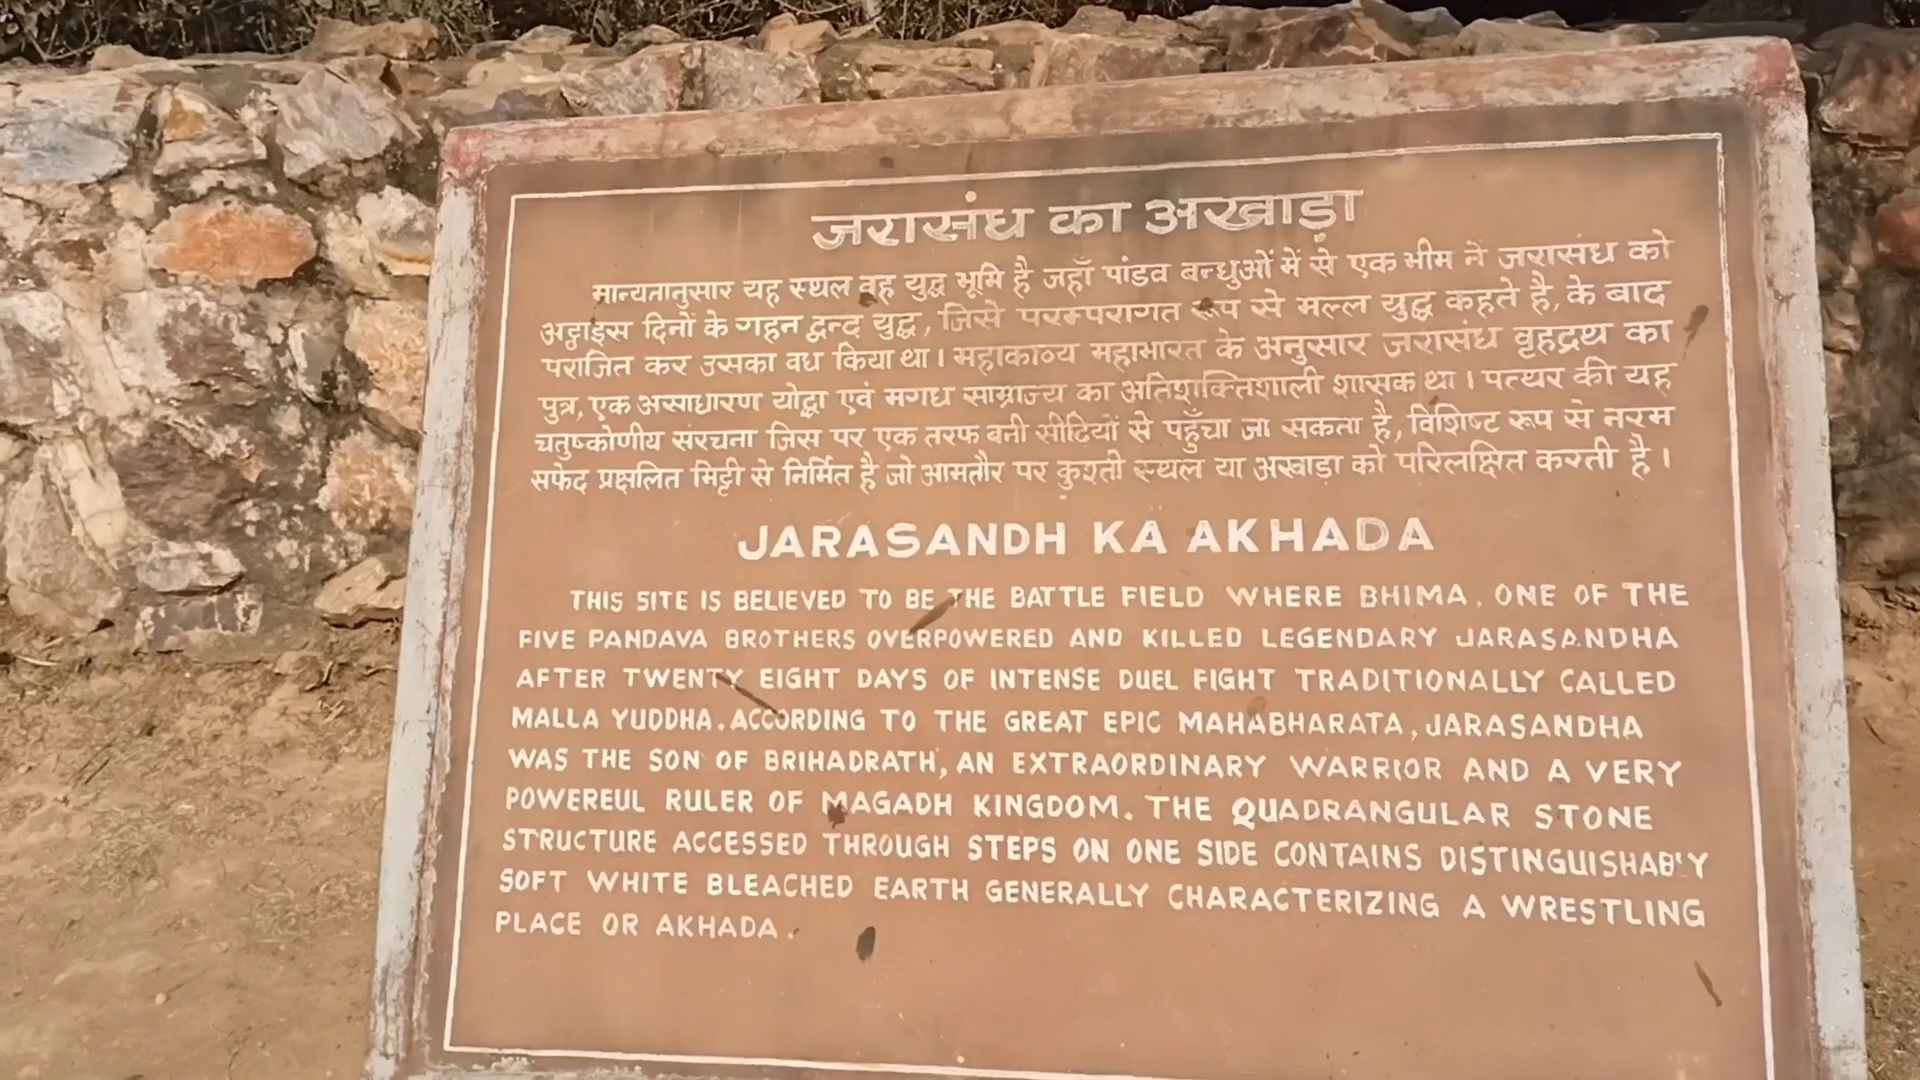 जरासंध का अखाड़ा
मान्यतानुसार यह स्थल वह युद्ध भूमि है जहाँ पांडव बन्धुओं में से एक भीम ने जरासंध को
अट्ठाइस दिनों के गहन द्वन्द युद्ध, जिसे परम्परागत रूप से मल्ल युद्ध कहते है, के बाद
पराजित कर उसका वध किया था। महाकाव्य महाभारत के अनुसार जरासंध वृहद्रथ का
पुत्र, एक असाधारण योद्धा एवं मगध साम्राज्य का अतिशक्तिशाली शासक था। पत्थर की यह
चतुष्कोणीय संरचना जिस पर एक तरफ बनी सीटियों से पहुँचा जा सकता है, विशिष्ट रूप से नरम
सफेद प्रक्षलित मिट्टी से निर्मित है जो आमतौर पर कुश्ती स्थल या अखाड़ा को परिलक्षित करती है।
JARASANDH KA AKHADA
THIS SITE IS BELIEVED TO BE THE BATTLE FIELD WHERE BHIMA. ONE OF THE
FIVE PANDAVA BROTHERS OVERPOWERED AND KILLED LEGENDARY JARASANDHA
AFTER TWENTY EIGHT DAYS OF INTENSE DUEL FIGHT TRADITIONALLY CALLED
MALLA YUDDHA. ACCORDING TO THE GREAT EPIC MAHABHARATA, JARASANDHA
WAS THE SON OF BRIHADRATH, AN EXTRAORDINARY WARRIOR AND A VERY
POWEREUL RULER OF MAGADH KINGDOM. THE QUADRANGULAR STONE
STRUCTURE ACCESSED THROUGH STEPS ON ONE SIDE CONTAINS DISTINGUISHABLY
SOFT WHITE BLEACHED EARTH GENERALLY CHARACTERIZING A WRESTLING
PLACE OR AKHADA.